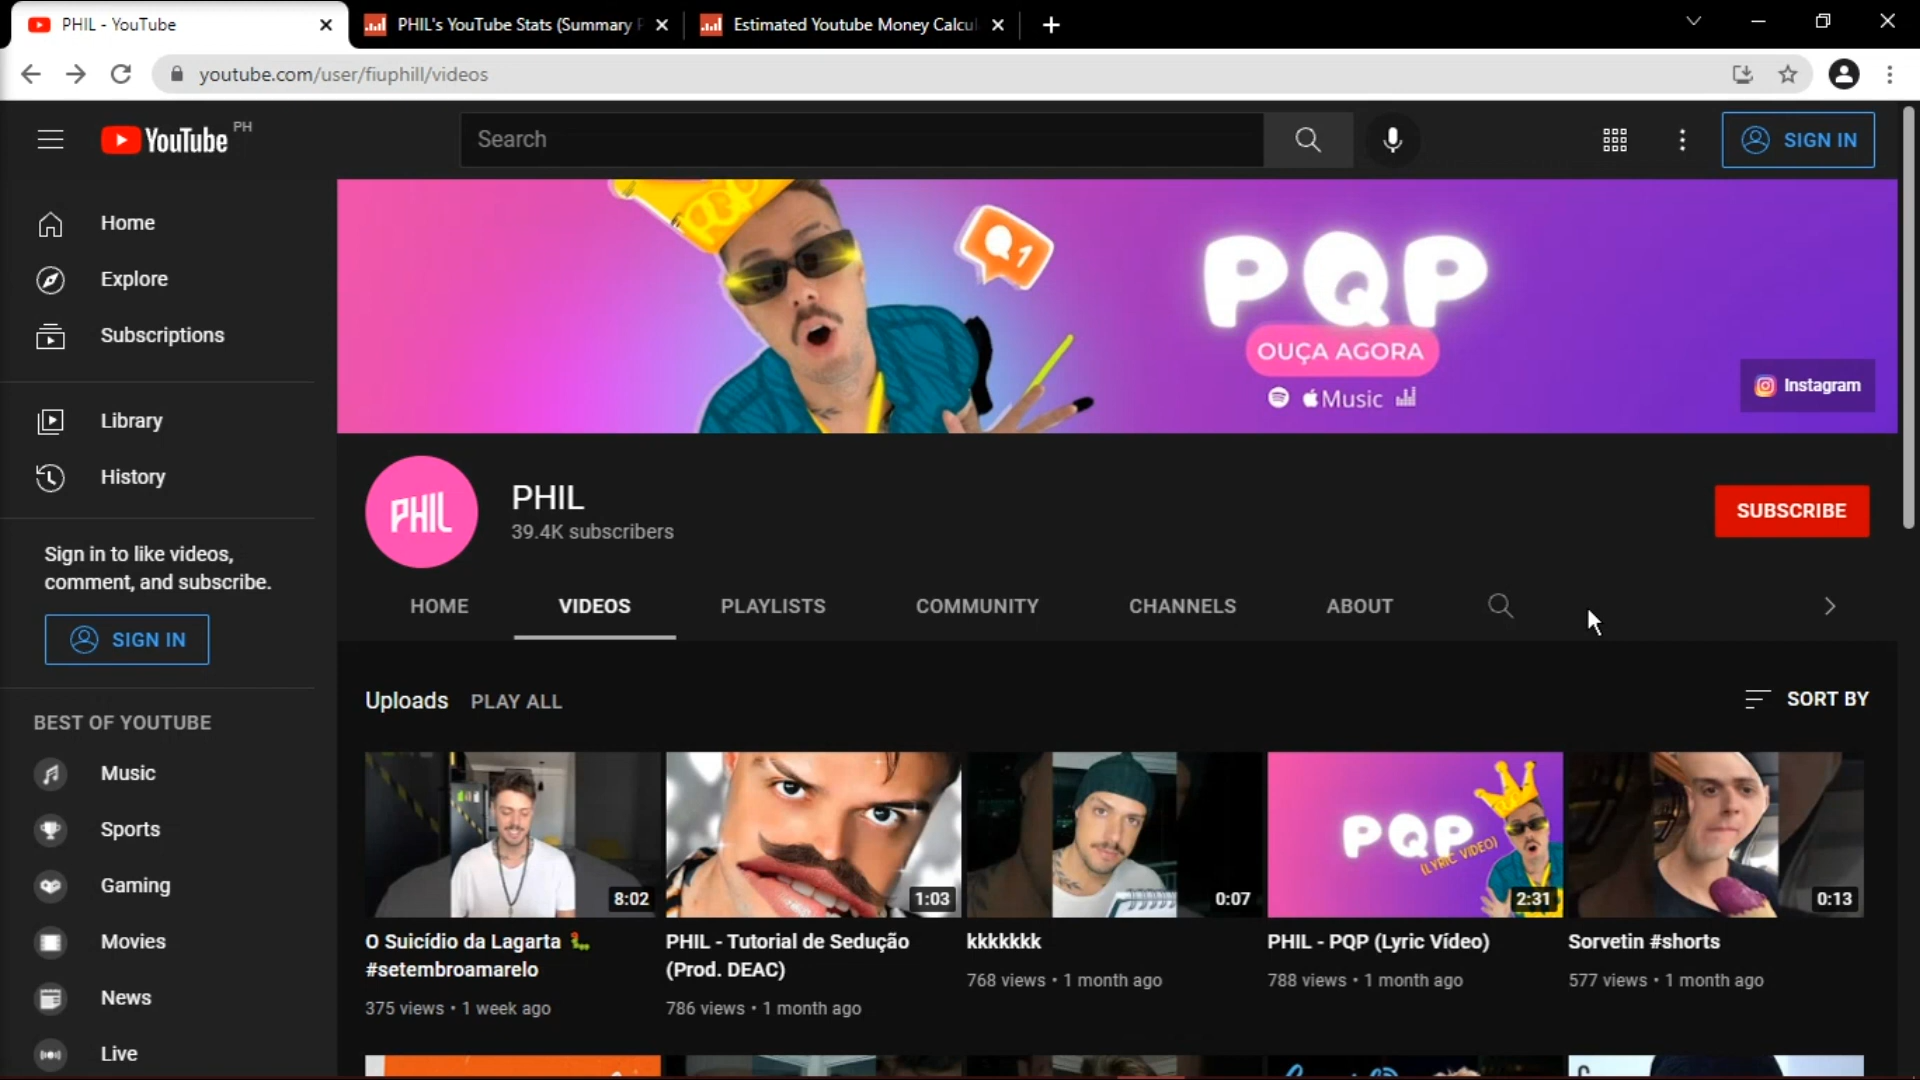 PHIL - YouTube
PHIL's YouTube Stats (Summary
Estimated Youtube Money Calcul
youtube.com/user/fiuphill/videos
YouTube PH
Search
SIGN IN
Home
Explore
Subscriptions
Library
History
Sign in to like videos,
comment, and subscribe.
SIGN IN
BEST OF YOUTUBE
Music
Sports
Gaming
Movies
News
Live
1
PQP
OUÇA AGORA
Music
Instagram
PHIL
PHIL
39.4K subscribers
SUBSCRIBE
HOME
VIDEOS
PLAYLISTS
COMMUNITY
CHANNELS
ABOUT
Uploads
PLAY ALL
SORT BY
8:02
O Suicídio da Lagarta 🐛
#setembroamarelo
375 views • 1 week ago
1:03
PHIL - Tutorial de Sedução
(Prod. DEAC)
786 views • 1 month ago
0:07
kkkkkkk
768 views • 1 month ago
PQP
(LYRIC VIDEO)
2:31
PHIL - PQP (Lyric Vídeo)
788 views • 1 month ago
0:13
Sorvetin #shorts
577 views • 1 month ago